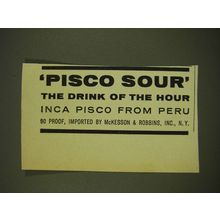 'PISCO SOUR'
THE DRINK OF THE HOUR
INCA PISCO FROM PERU
90 PROOF, IMPORTED BY McKESSON & ROBBINS, INC., N.Y.